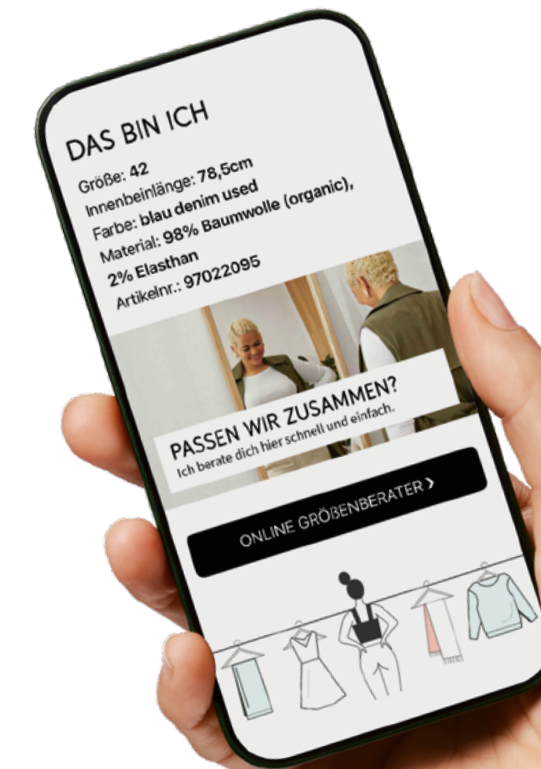 DAS BIN ICH
Größe: 42
Innenbeinlänge: 78,5cm
Farbe: blau denim used
Material: 98% Baumwolle (organic),
2% Elasthan
Artikelnr.: 97022095
PASSEN WIR ZUSAMMEN?
Ich berate dich hier schnell und einfach.
ONLINE GRÖßENBERATER ❯